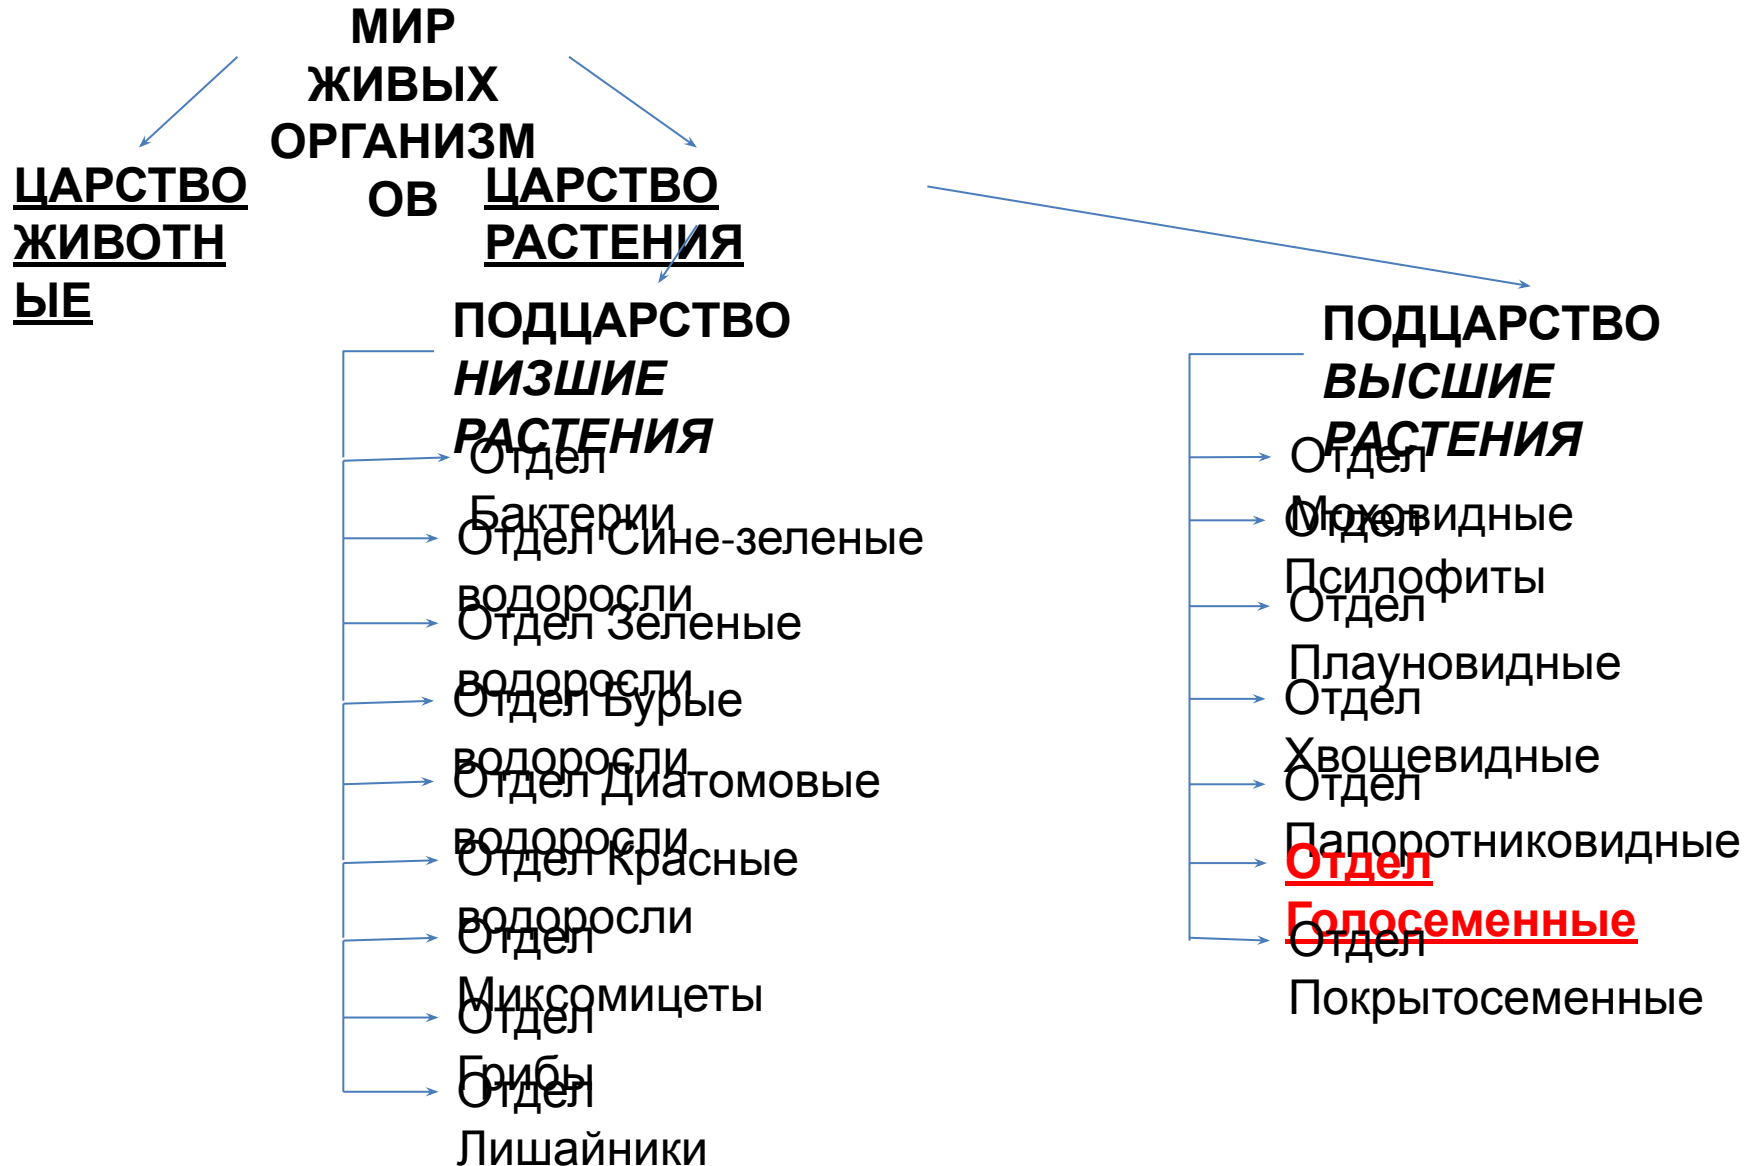 МИР
ЖИВЫХ
ОРГАНИЗМ
ОВ
ЦАРСТВО
ЖИВОТН
ЫЕ
ЦАРСТВО
РАСТЕНИЯ
ПОДЦАРСТВО
НИЗШИЕ
РАСТЕНИЯ
Отдел
Бактерии
Отдел Сине-зеленые
водоросли
Отдел Зеленые
водоросли
Отдел Бурые
водоросли
Отдел Диатомовые
водоросли
Отдел Красные
водоросли
Отдел
Миксомицеты
Отдел
Грибы
Отдел
Лишайники
ПОДЦАРСТВО
ВЫСШИЕ
РАСТЕНИЯ
Отдел
Моховидные
Отдел
Псилофиты
Отдел
Плауновидные
Отдел
Хвощевидные
Отдел
Папоротниковидные
Отдел
Голосеменные
Отдел
Покрытосеменные